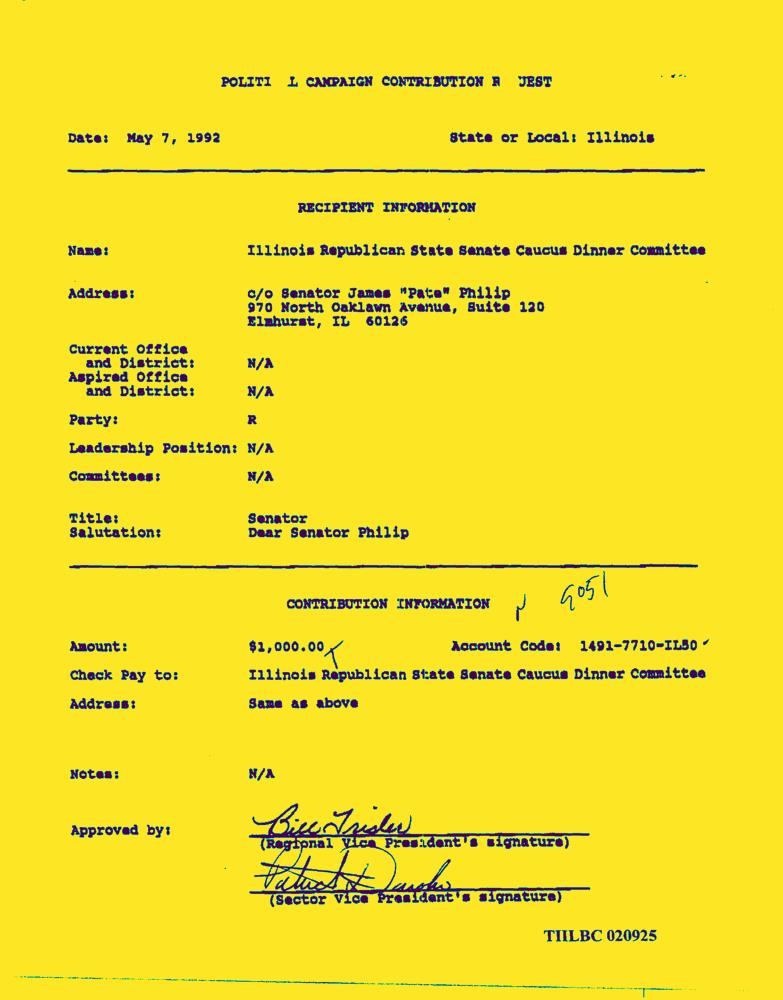 POLITI L CAMPAIGN CONTRIBUTION R UEST
Date: May 7, 1992 State or Local: Illinois
RECIPIENT INFORMATION
Name: Illinois Republican State Senate Caucus Dinner Committee
Address: c/o Senator James "Pate" Philip
970 North Oaklawn Avenue, Suite 120
Elmhurst, IL 60126
Current Office
and District: N/A
Aspired Office
and District: N/A
Party: R
Leadership Position: N/A
Committees: N/A
Title: Senator
Salutation: Dear Senator Philip
CONTRIBUTION INFORMATION 9051
Amount: $1,000.00 Account Code: 1491-7710-IL50
Check Pay to: Illinois Republican State Senate Caucus Dinner Committee
Address: Same as above
Notes: N/A
Approved by: Bill Trisler
(Regional Vice President's signature)
(Sector Vice President's signature)
TIILBC 020925